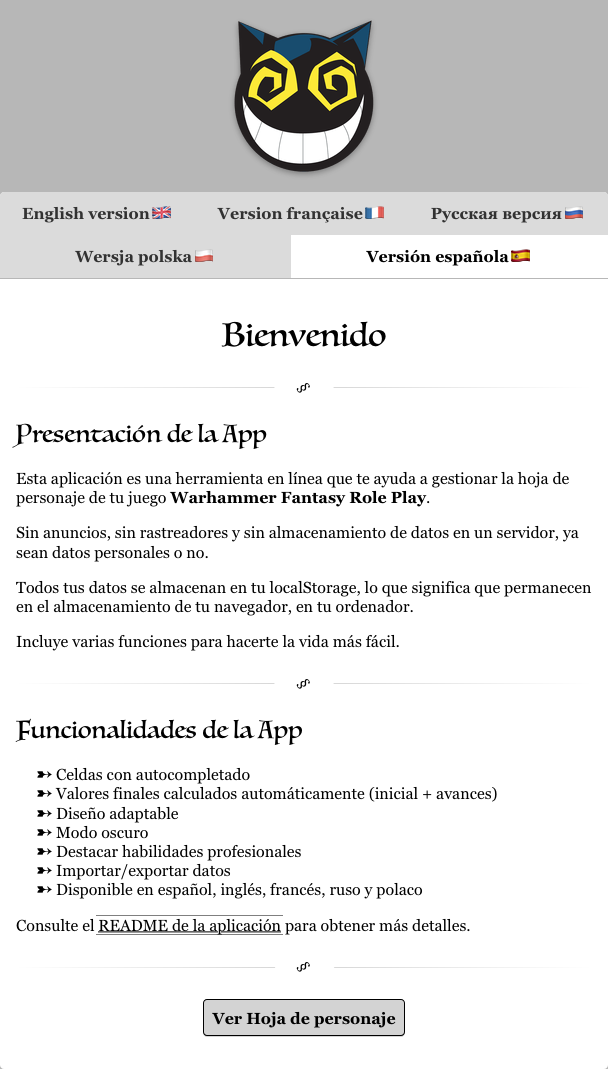 English version Version française Русская версия
Wersja polska Versión española
Bienvenido
Presentación de la App
Esta aplicación es una herramienta en línea que te ayuda a gestionar la hoja de
personaje de tu juego Warhammer Fantasy Role Play.
Sin anuncios, sin rastreadores y sin almacenamiento de datos en un servidor, ya
sean datos personales o no.
Todos tus datos se almacenan en tu localStorage, lo que significa que permanecen
en el almacenamiento de tu navegador, en tu ordenador.
Incluye varias funciones para hacerte la vida más fácil.
Funcionalidades de la App
➳ Celdas con autocompletado
➳ Valores finales calculados automáticamente (inicial + avances)
➳ Diseño adaptable
➳ Modo oscuro
➳ Destacar habilidades profesionales
➳ Importar/exportar datos
➳ Disponible en español, inglés, francés, ruso y polaco
Consulte el README de la aplicación para obtener más detalles.
Ver Hoja de personaje